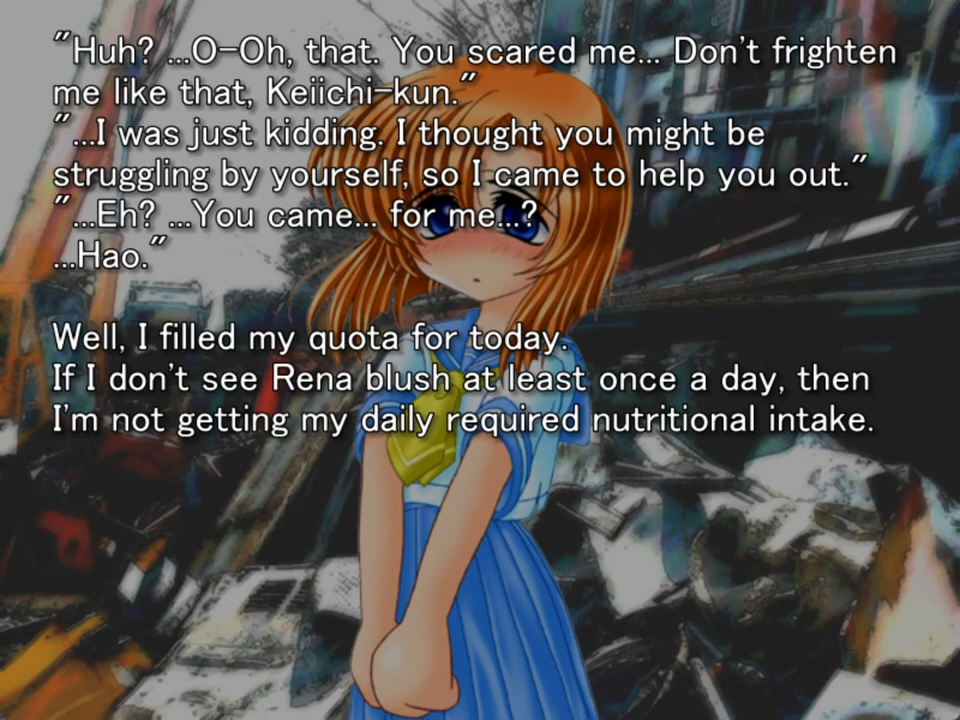 "Huh? ...O-Oh, that. You scared me... Don't frighten
me like that, Keiichi-kun."
"...I was just kidding. I thought you might be
struggling by yourself, so I came to help you out."
"...Eh? ...You came... for me...?
...Hao."
Well, I filled my quota for today.
If I don't see Rena blush at least once a day, then
I'm not getting my daily required nutritional intake.